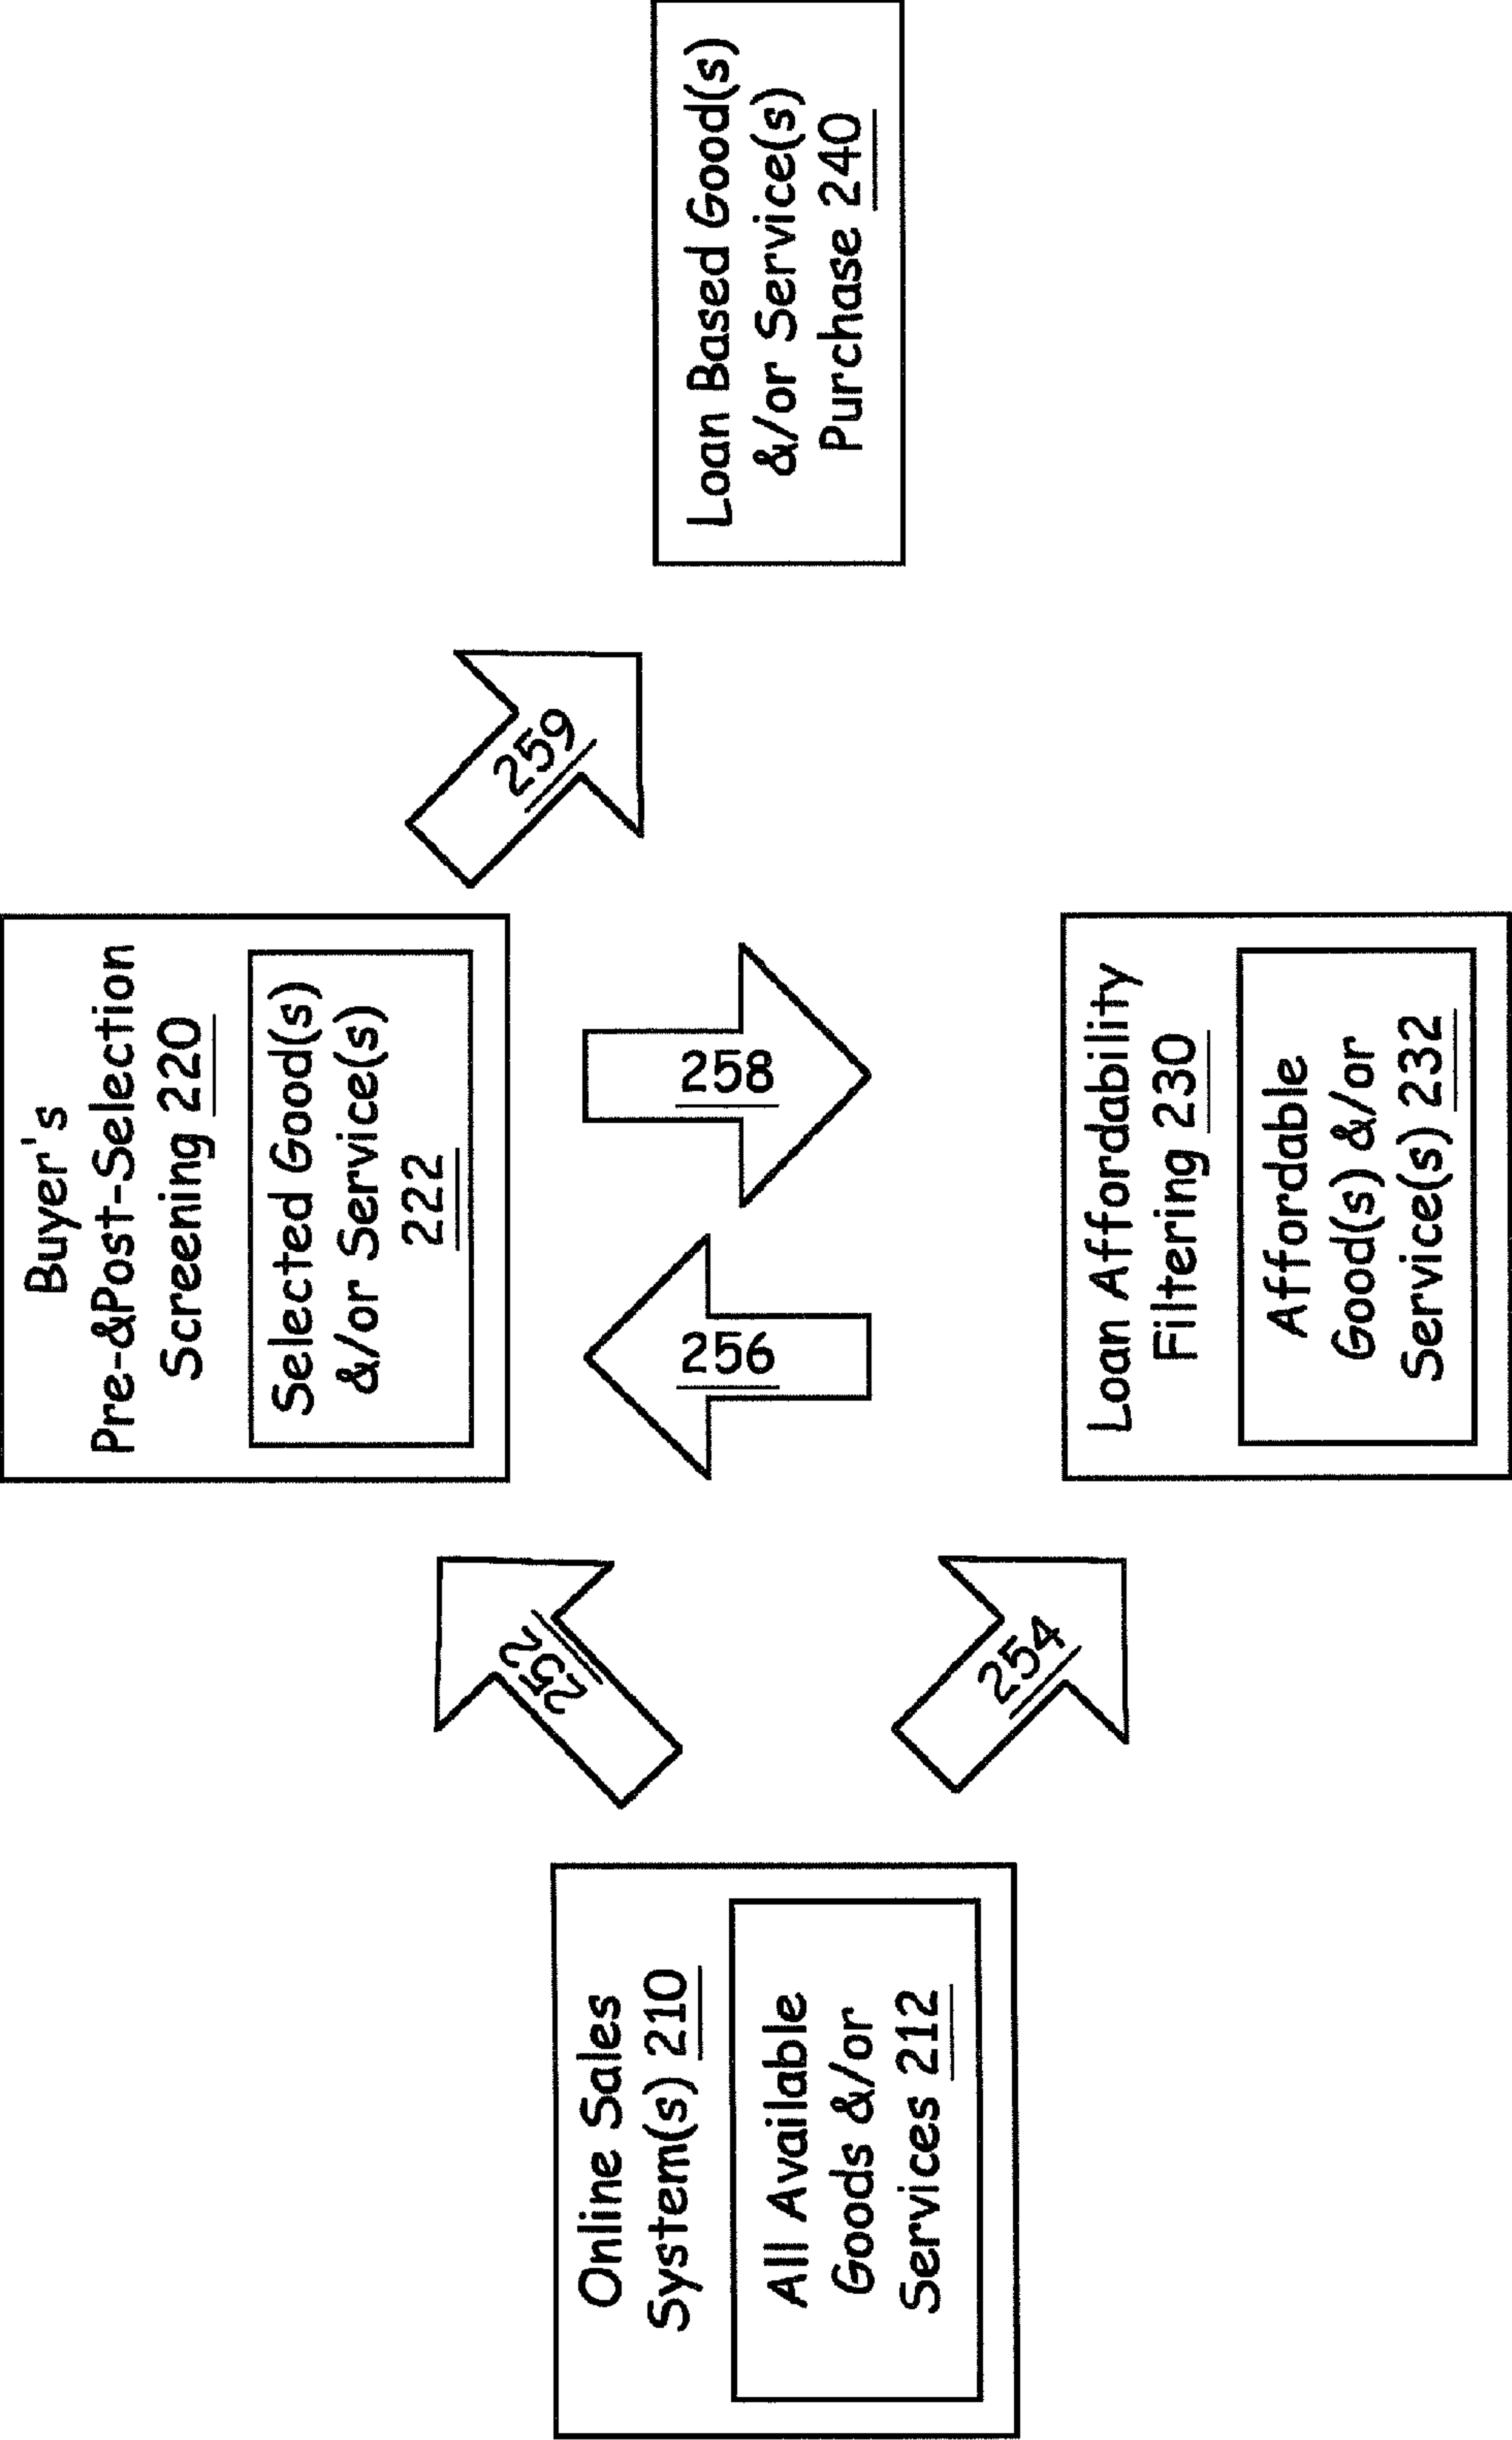 Buyer's
Pre-&Post-Selection
Screening 220
Selected Good(s)
&/or Service(s)
222
Online Sales
System(s) 210
All Available
Goods &/or
Services 212
252
254
256
258
259
Loan Affordability
Filtering 230
Affordable
Good(s) &/or
Service(s) 232
Loan Based Good(s)
&/or Service(s)
Purchase 240